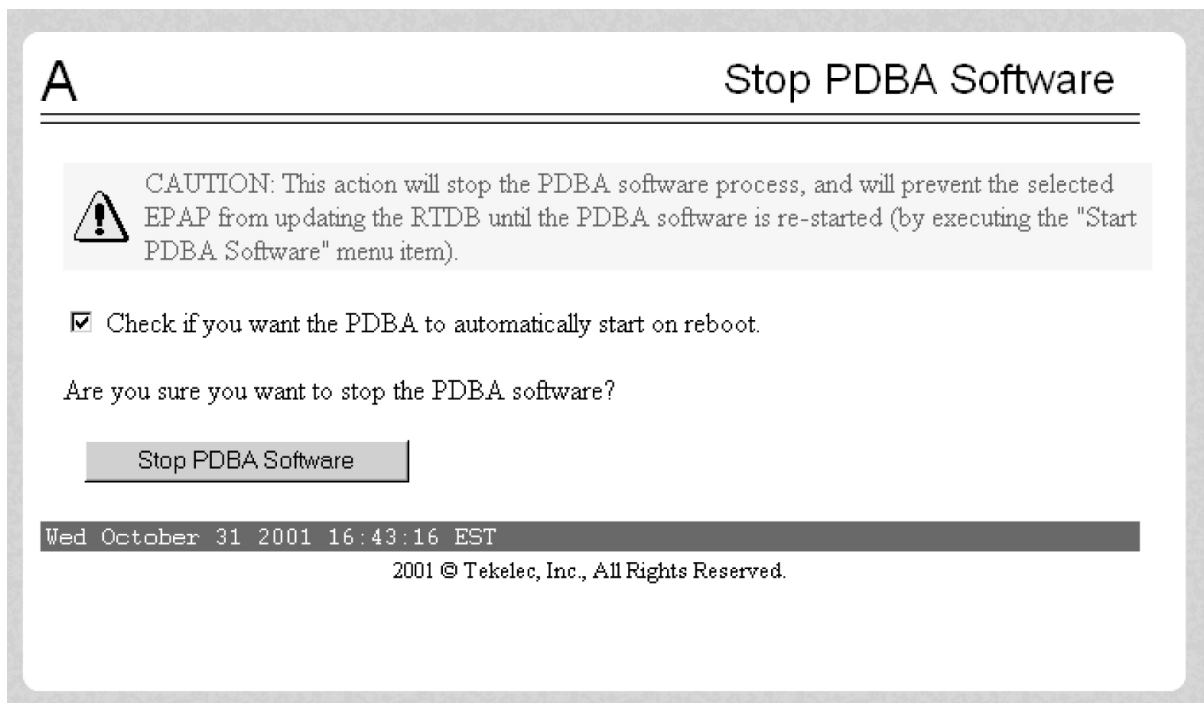 A
Stop PDBA Software
CAUTION: This action will stop the PDBA software process, and will prevent the selected
EPAP from updating the RTDB until the PDBA software is re-started (by executing the "Start
PDBA Software" menu item).
Check if you want the PDBA to automatically start on reboot.
Are you sure you want to stop the PDBA software?
Stop PDBA Software
Wed October 31 2001 16:43:16 EST
2001 © Tekelec, Inc., All Rights Reserved.